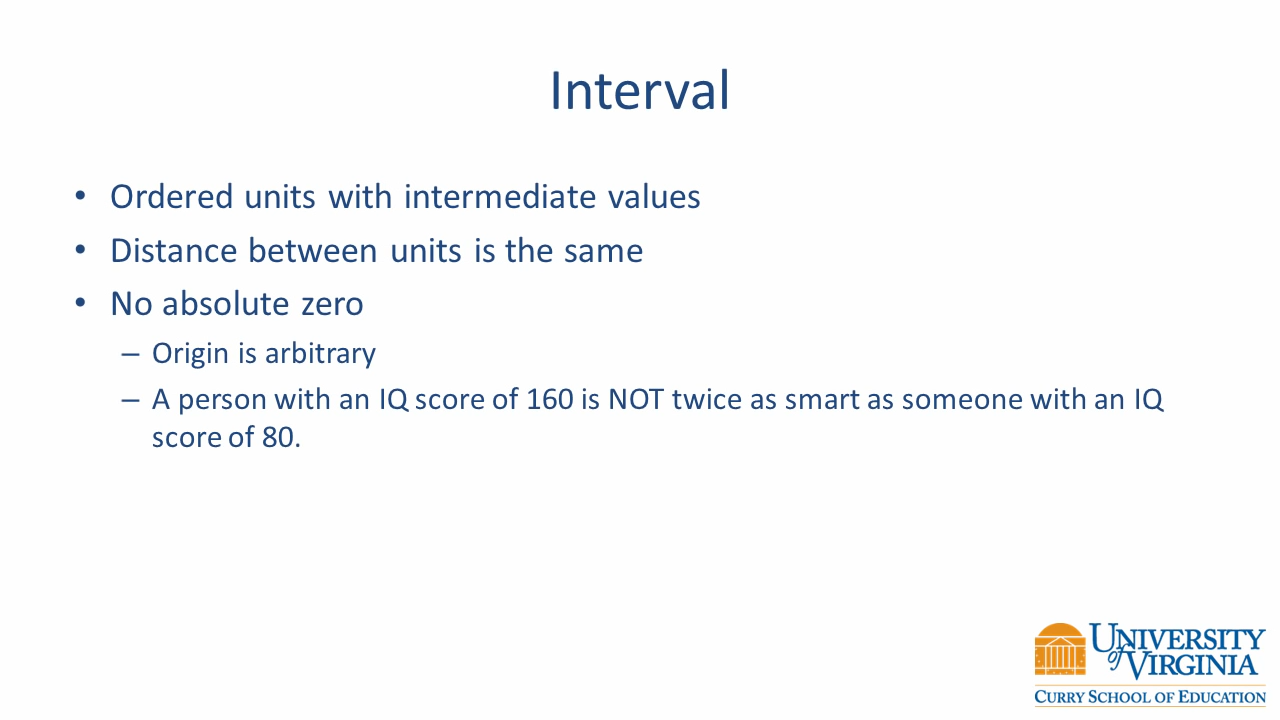 Interval
• Ordered units with intermediate values
• Distance between units is the same
• No absolute zero
– Origin is arbitrary
– A person with an IQ score of 160 is NOT twice as smart as someone with an IQ
score of 80.
UNIVERSITY
of VIRGINIA
CURRY SCHOOL OF EDUCATION